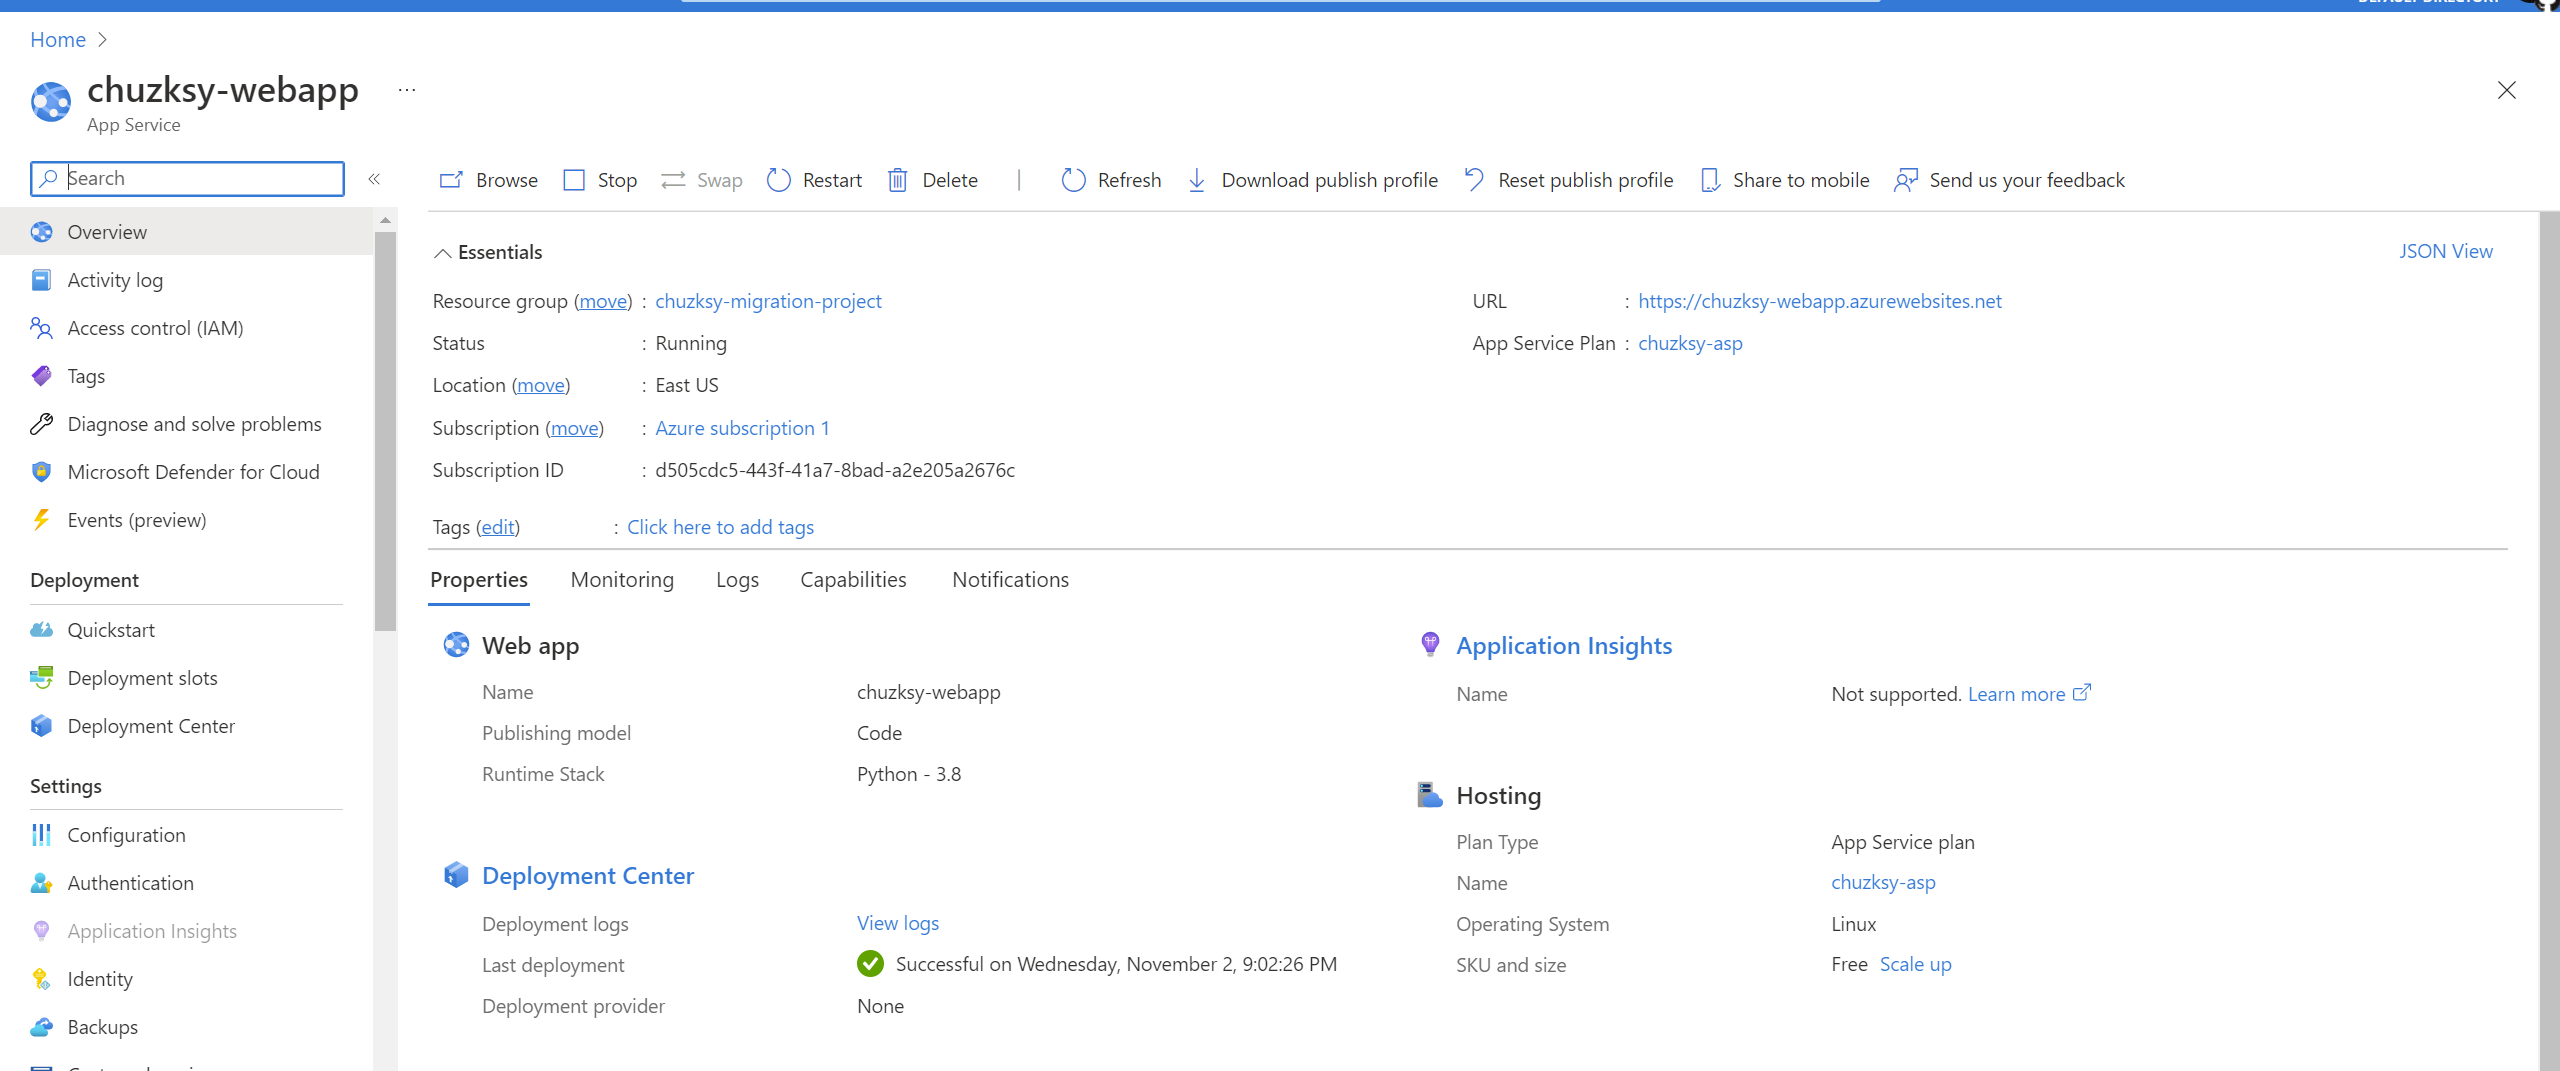 DEFAULT DIRECTORY
Home
chuzksy-webapp
App Service
Search
Browse Stop Swap Restart Delete Refresh Download publish profile Reset publish profile Share to mobile Send us your feedback
Overview
Activity log
Access control (IAM)
Tags
Diagnose and solve problems
Microsoft Defender for Cloud
Events (preview)
Deployment
Quickstart
Deployment slots
Deployment Center
Settings
Configuration
Authentication
Application Insights
Identity
Backups
Essentials
JSON View
Resource group (move) : chuzksy-migration-project
Status : Running
Location (move) : East US
Subscription (move) : Azure subscription 1
Subscription ID : d505cdc5-443f-41a7-8bad-a2e205a2676c
URL : https://chuzksy-webapp.azurewebsites.net
App Service Plan : chuzksy-asp
Tags (edit) : Click here to add tags
Properties Monitoring Logs Capabilities Notifications
Web app
Name chuzksy-webapp
Publishing model Code
Runtime Stack Python - 3.8
Deployment Center
Deployment logs View logs
Last deployment Successful on Wednesday, November 2, 9:02:26 PM
Deployment provider None
Application Insights
Name Not supported. Learn more
Hosting
Plan Type App Service plan
Name chuzksy-asp
Operating System Linux
SKU and size Free Scale up